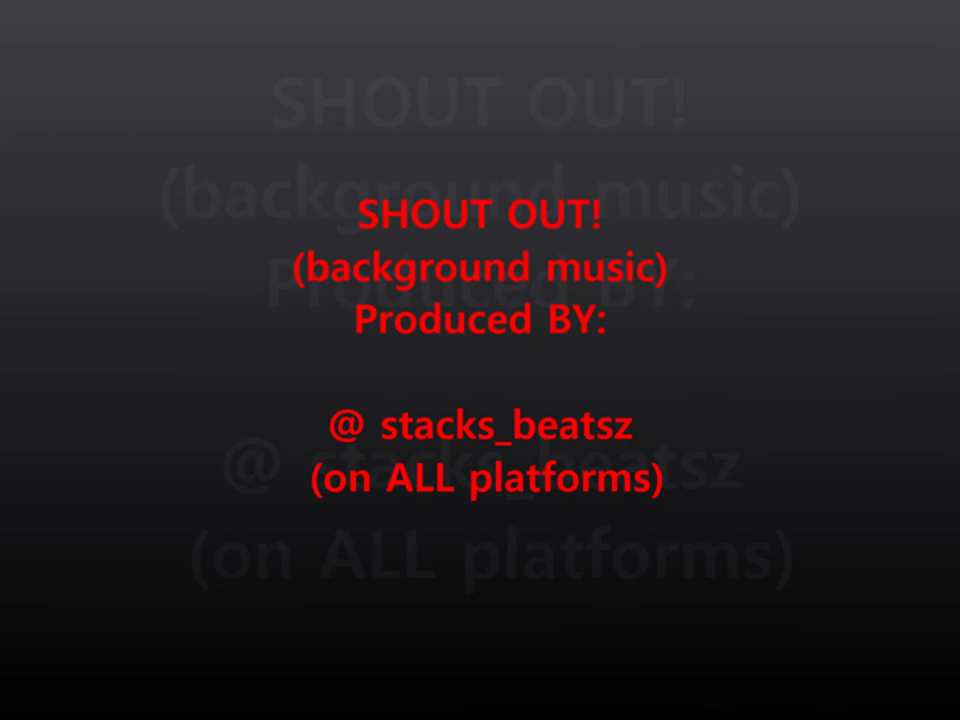 SHOUT OUT!
(background music)
Produced BY:
@ stacks_beatsz
(on ALL platforms)